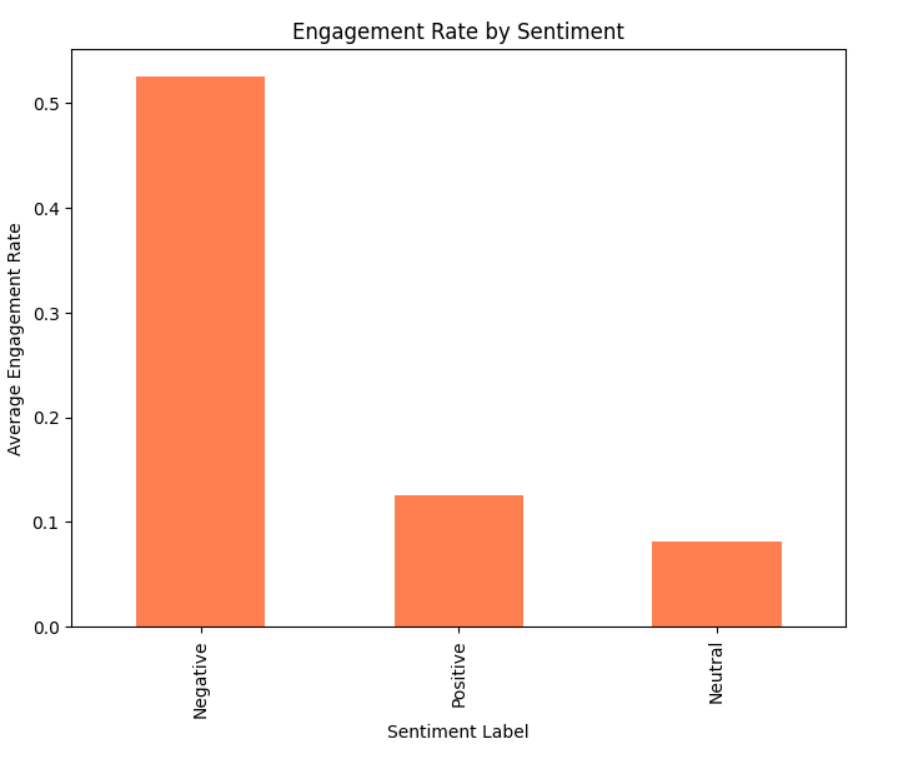 Engagement Rate by Sentiment
Average Engagement Rate
0.5
0.4
0.3
0.2
0.1
0.0
Negative
Positive
Neutral
Sentiment Label